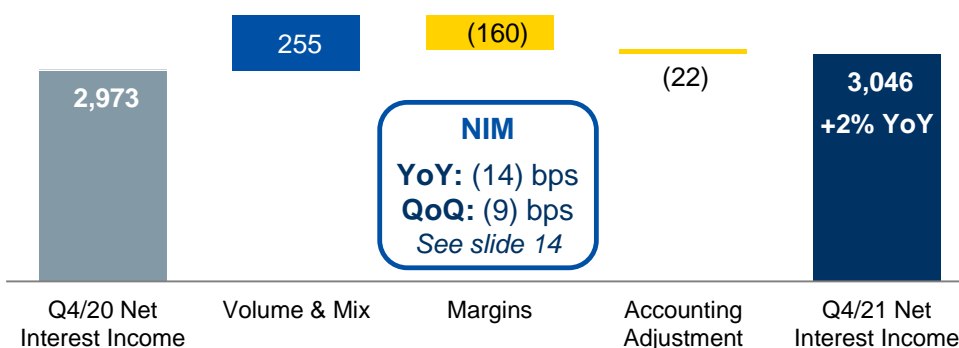 255
(160)
2,973
(22)
3,046
+2% YoY
NIM
YoY: (14) bps
QoQ: (9) bps
See slide 14
Q4/20 Net
Interest Income
Volume & Mix
Margins
Accounting
Adjustment
Q4/21 Net
Interest Income